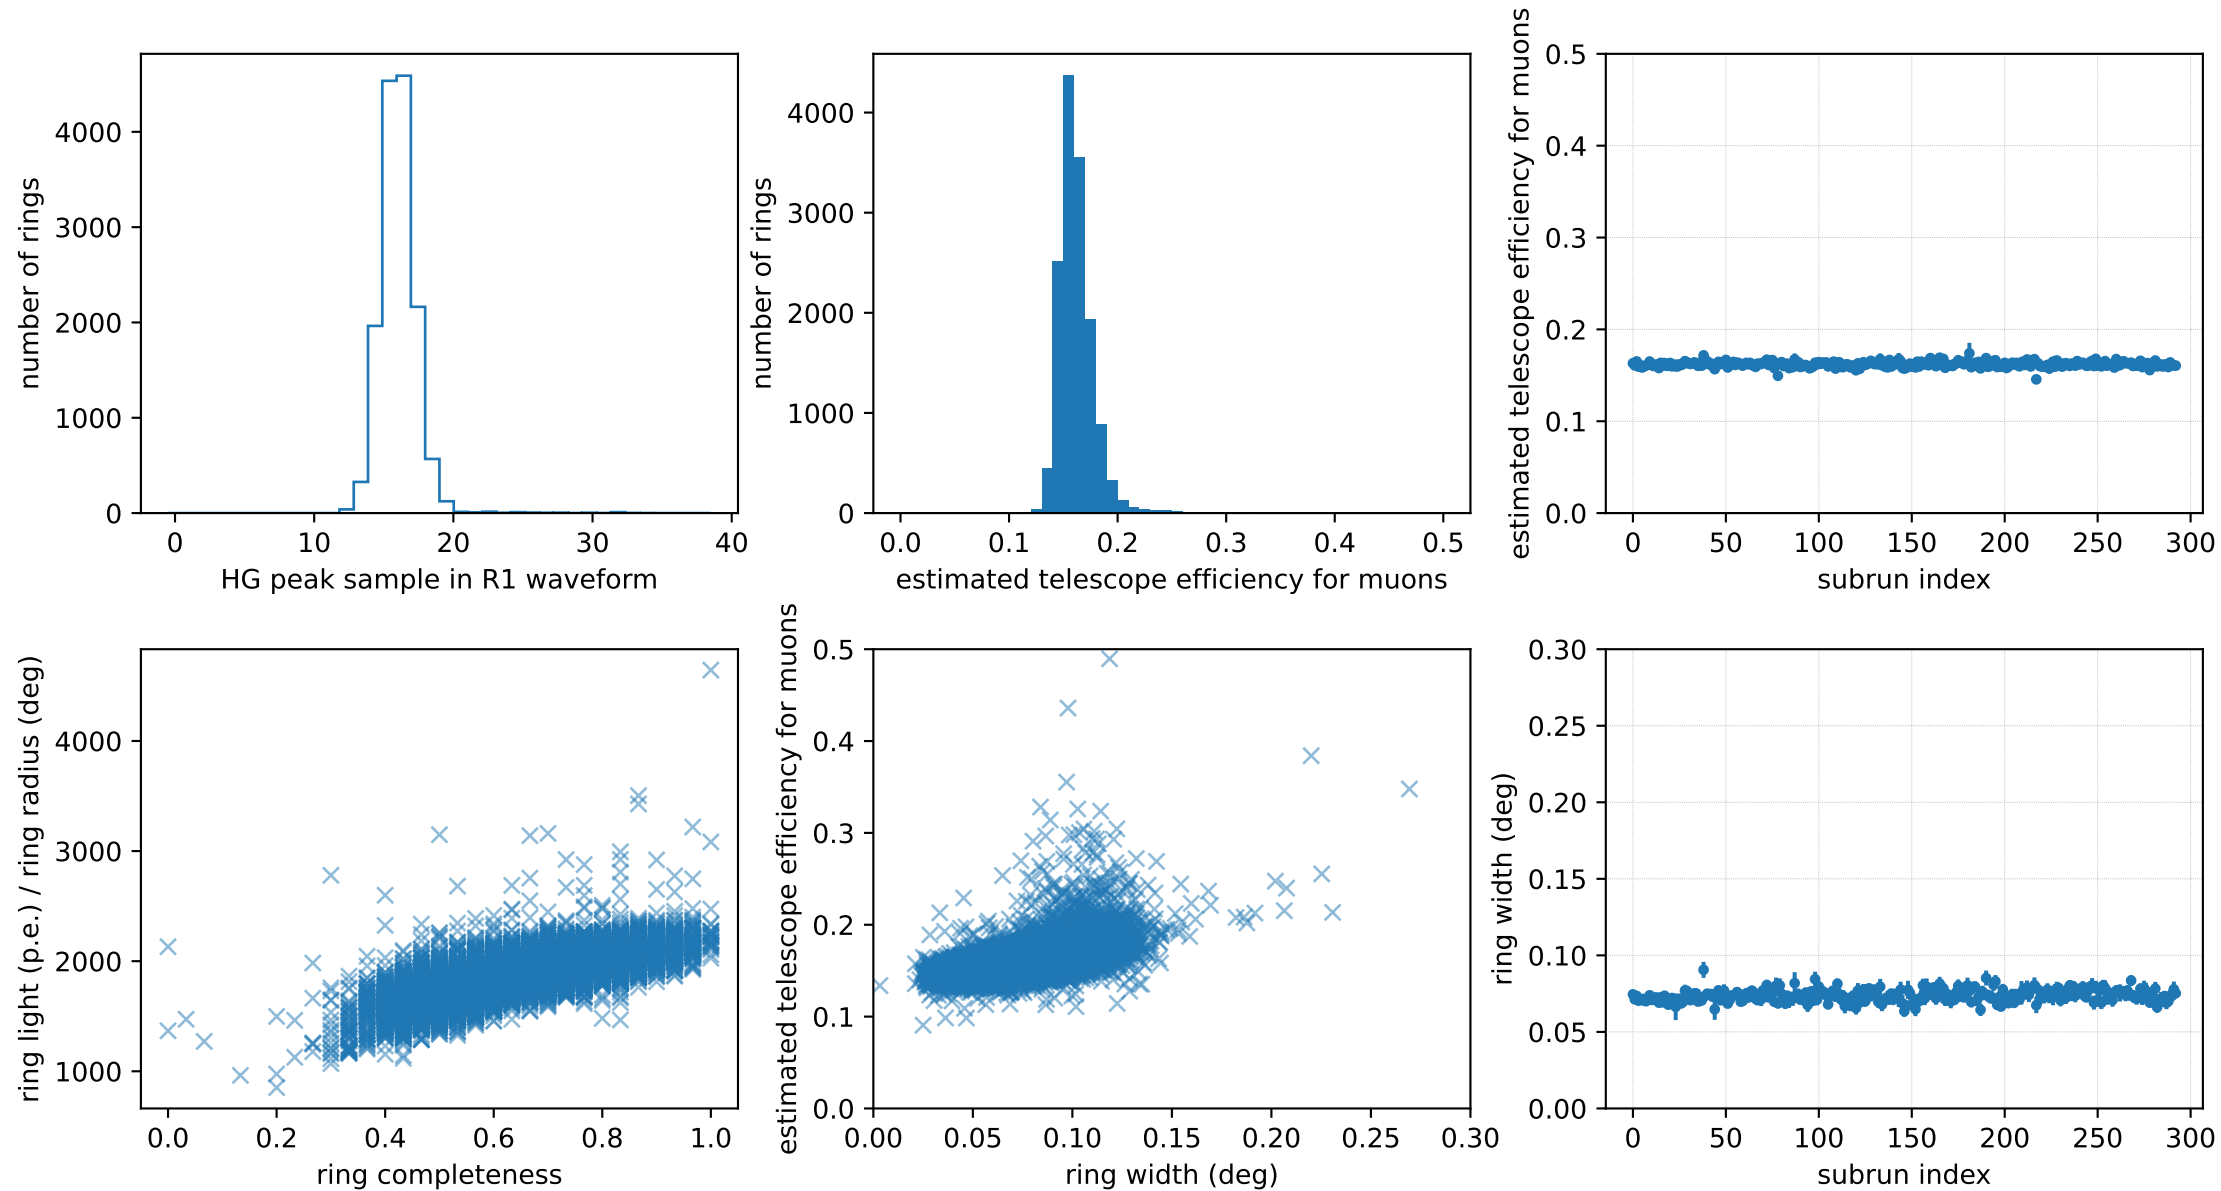 number of rings
4000
3000
2000
1000
0
0 10 20 30 40
HG peak sample in R1 waveform
number of rings
4000
3000
2000
1000
0
0.0 0.1 0.2 0.3 0.4 0.5
estimated telescope efficiency for muons
estimated telescope efficiency for muons
0.5
0.4
0.3
0.2
0.1
0.0
0 50 100 150 200 250 300
subrun index
ring light (p.e.) / ring radius (deg)
4000
3000
2000
1000
0.0 0.2 0.4 0.6 0.8 1.0
ring completeness
estimated telescope efficiency for muons
0.5
0.4
0.3
0.2
0.1
0.0
0.00 0.05 0.10 0.15 0.20 0.25 0.30
ring width (deg)
ring width (deg)
0.30
0.25
0.20
0.15
0.10
0.05
0.00
0 50 100 150 200 250 300
subrun index